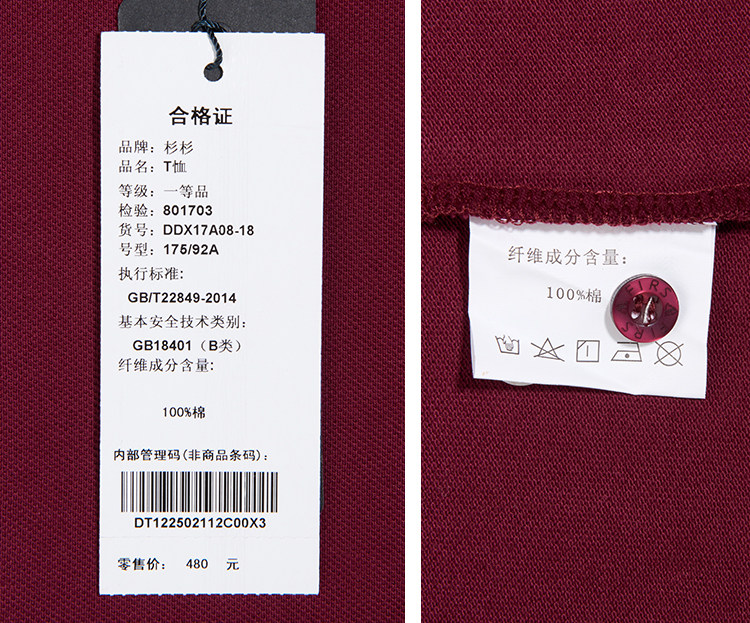 合格证
品牌：杉杉
品名：T恤
等级：一等品
检验：801703
货号：DDX17A08-18
号型：175/92A
执行标准:
GB/T22849-2014
基本安全技术类别:
GB18401（B类）
纤维成分含量:
100%棉
内部管理码(非商品条码)：
DT122502112C00X3
零售价： 480 元
纤维成分含量:
100%棉
FIRS
FIRS